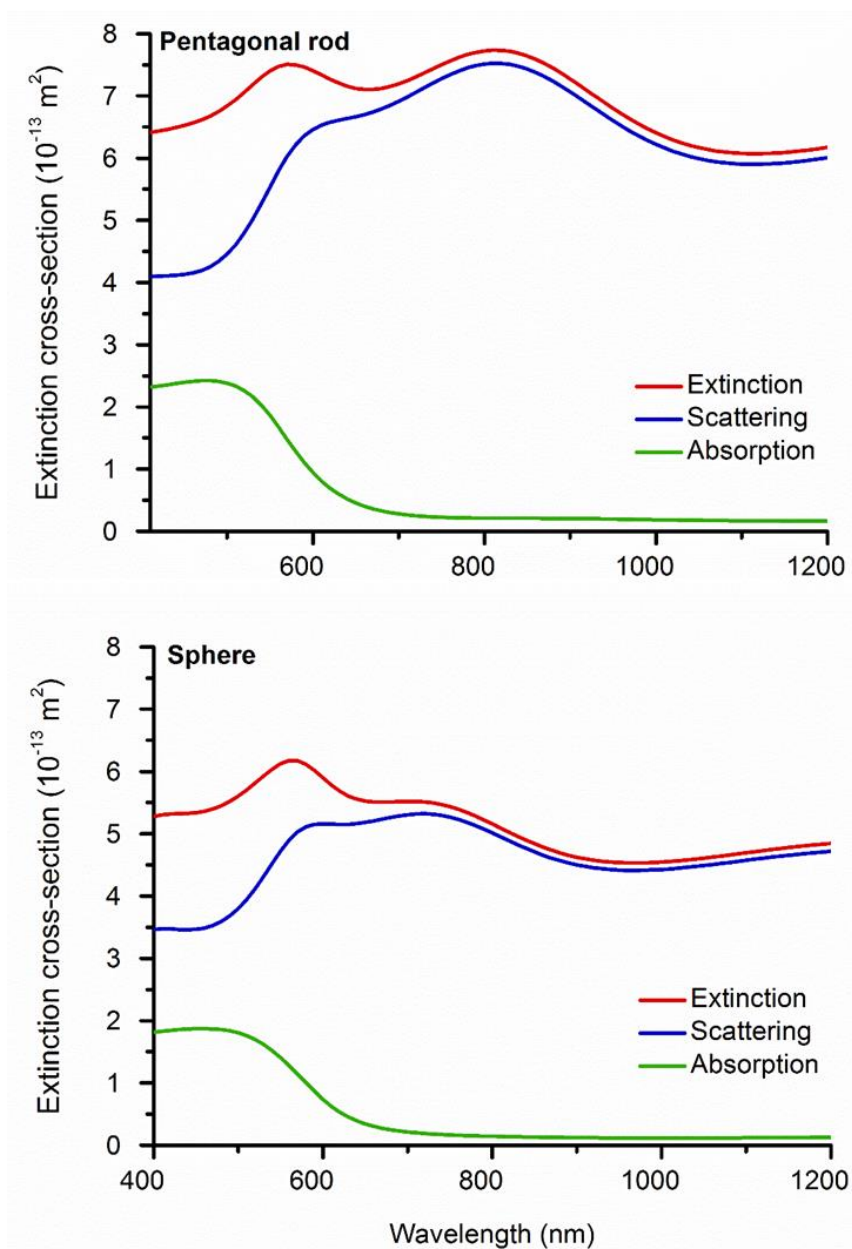 Pentagonal rod
Extinction cross-section (10⁻¹³ m²)
8
7
6
5
4
3
2
1
0
Extinction
Scattering
Absorption
600 800 1000 1200
Sphere
Extinction cross-section (10⁻¹³ m²)
8
7
6
5
4
3
2
1
0
Extinction
Scattering
Absorption
400 600 800 1000 1200
Wavelength (nm)